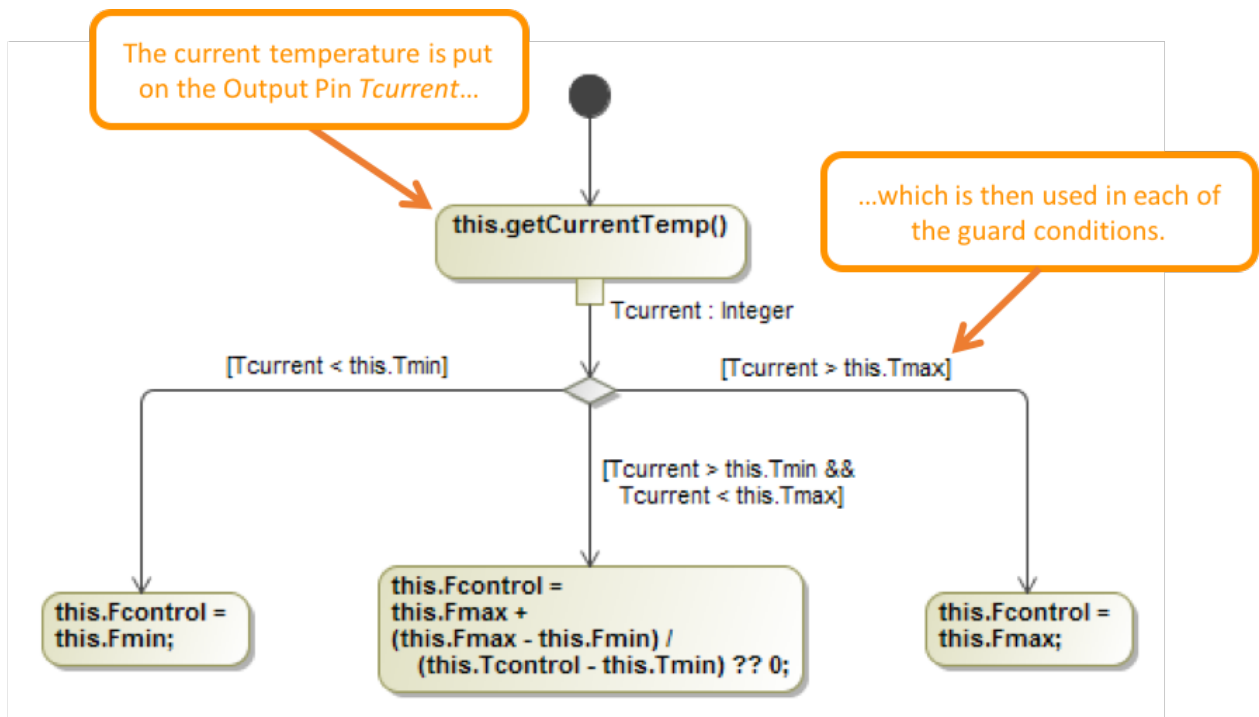 The current temperature is put
on the Output Pin Tcurrent...
...which is then used in each of
the guard conditions.
this.getCurrentTemp()
Tcurrent : Integer
[Tcurrent < this.Tmin]
[Tcurrent > this.Tmax]
[Tcurrent > this.Tmin &&
Tcurrent < this.Tmax]
this.Fcontrol =
this.Fmin;
this.Fcontrol =
this.Fmax +
(this.Fmax - this.Fmin) /
(this.Tcontrol - this.Tmin) ?? 0;
this.Fcontrol =
this.Fmax;